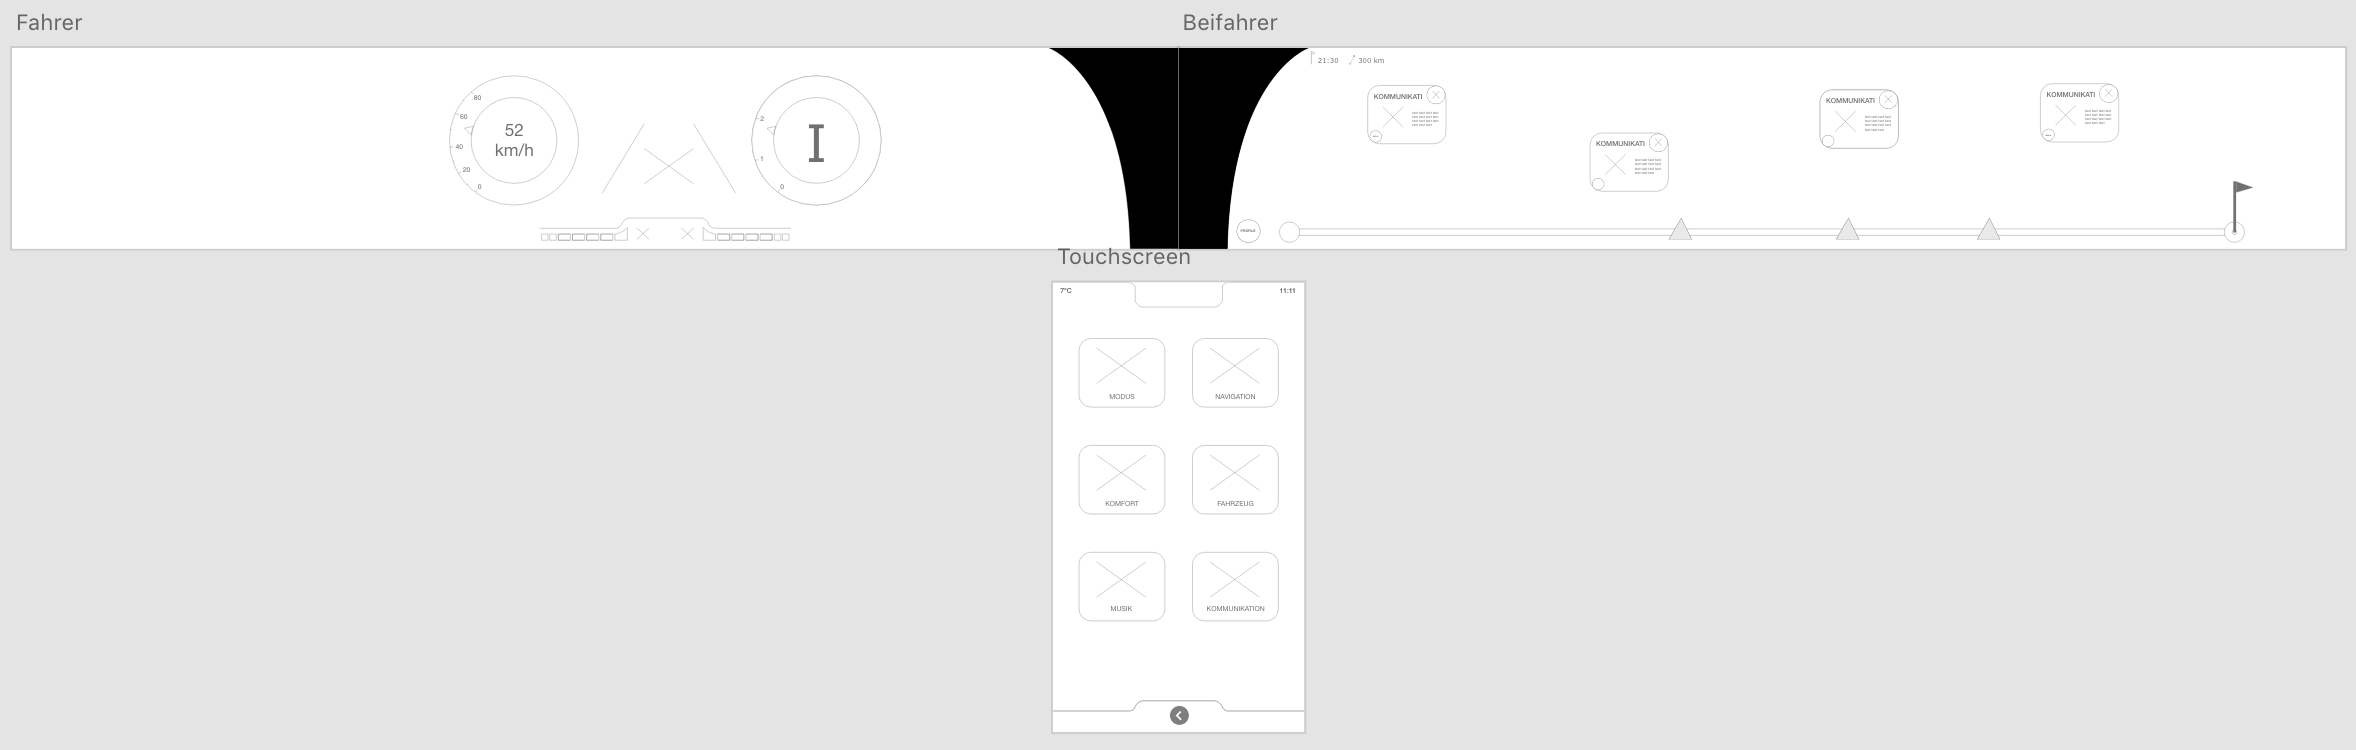 Fahrer
Beifahrer
80
60
40
20
0
52
km/h
2
1
0
I
21:30
300 km
KOMMUNIKATI
KOMMUNIKATI
KOMMUNIKATI
KOMMUNIKATI
PROFILE
Touchscreen
7°C
11:11
MODUS
NAVIGATION
KOMFORT
FAHRZEUG
MUSIK
KOMMUNIKATION